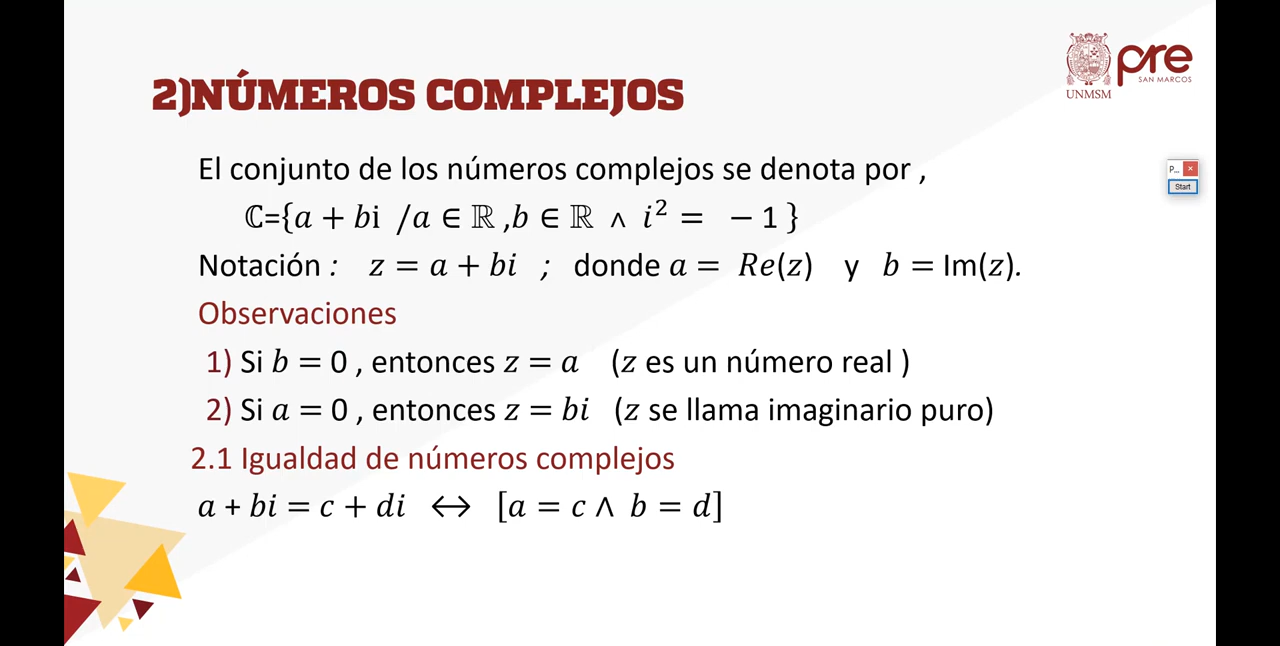 2)NÚMEROS COMPLEJOS
pre
SAN MARCOS
UNMSM
El conjunto de los números complejos se denota por ,
ℂ={a + bi /a ∈ ℝ ,b ∈ ℝ ∧ i² = − 1 }
Notación : z = a + bi ; donde a = Re(z) y b = Im(z).
Observaciones
1) Si b = 0 , entonces z = a (z es un número real )
2) Si a = 0 , entonces z = bi (z se llama imaginario puro)
2.1 Igualdad de números complejos
a + bi = c + di ↔ [a = c ∧ b = d]
P...
Start